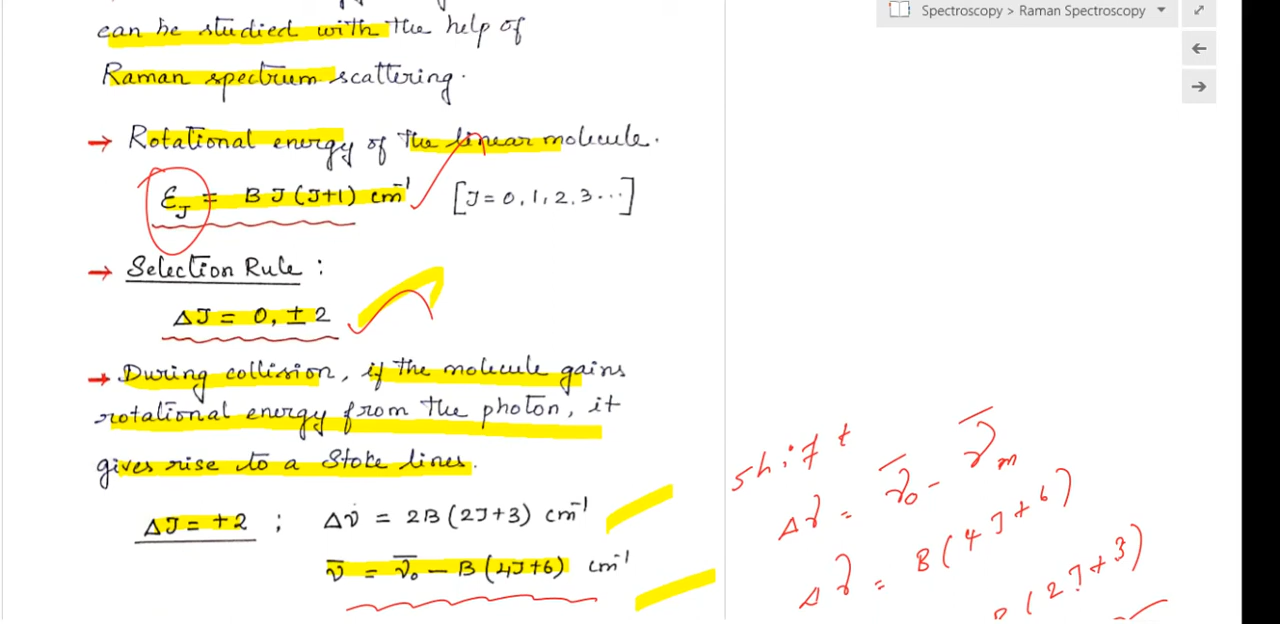 can be studied with the help of
Raman spectrum scattering.
→ Rotational energy of the linear molecule.
εJ = B J (J+1) cm⁻¹ [J = 0, 1, 2, 3 ...]
→ Selection Rule :
ΔJ = 0, ± 2
→ During collision, if the molecule gains
rotational energy from the photon, it
gives rise to a Stoke lines.
ΔJ = +2 ; Δν̄ = 2B (2J+3) cm⁻¹
ν̄ = ν̄₀ – B (4J+6) cm⁻¹
Spectroscopy > Raman Spectroscopy
shift
Δν̄ = ν̄₀ - ν̄m
Δν̄ = B (4J+6)
(2J+3)